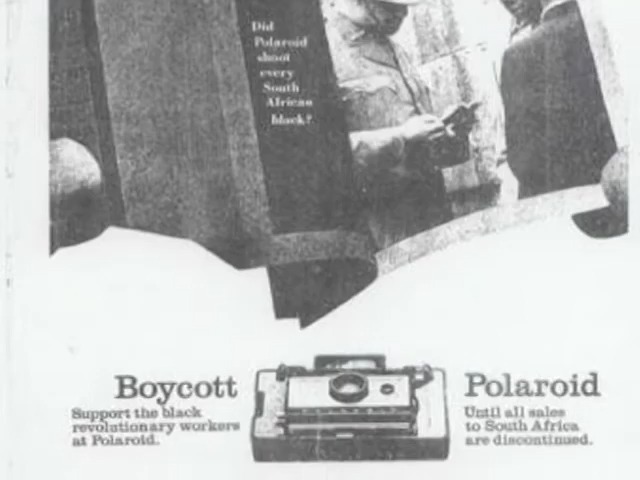 Did
Polaroid
shoot
every
South
African
black?
Boycott
Support the black
revolutionary workers
at Polaroid.
Polaroid
Until all sales
to South Africa
are discontinued.